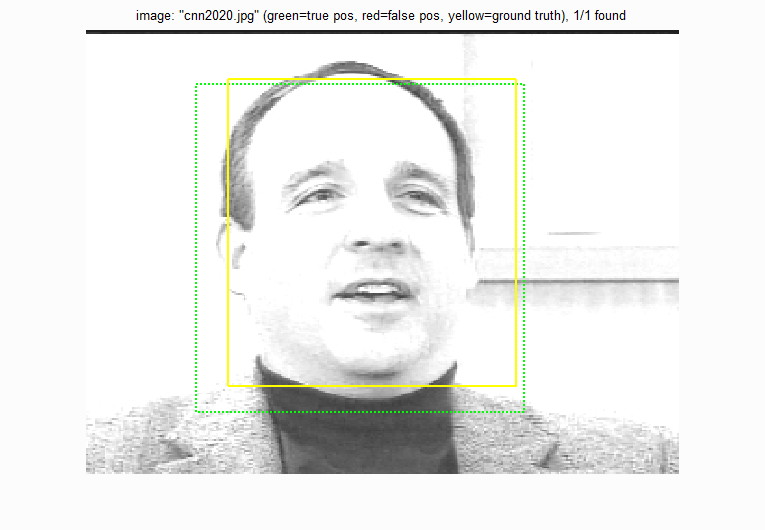 image: "cnn2020.jpg" (green=true pos, red=false pos, yellow=ground truth), 1/1 found